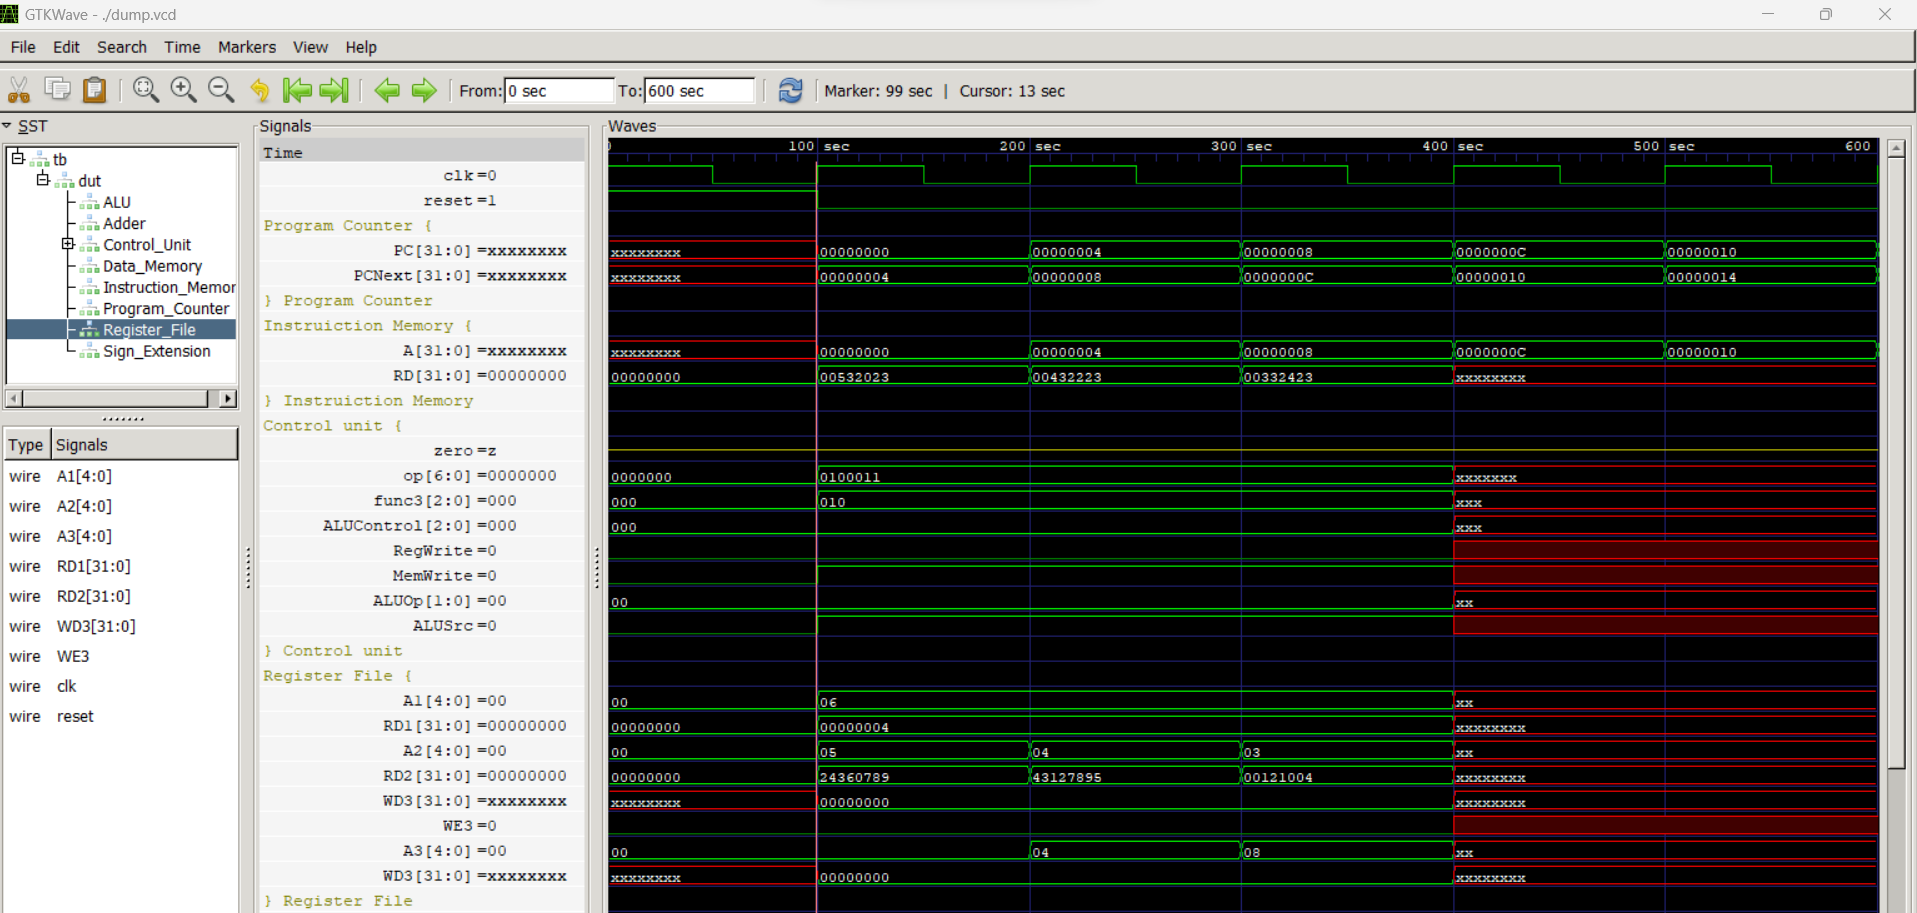 GTKWave - ./dump.vcd
File Edit Search Time Markers View Help
From: 0 sec To: 600 sec Marker: 99 sec | Cursor: 13 sec
SST
tb
dut
ALU
Adder
Control_Unit
Data_Memory
Instruction_Memor
Program_Counter
Register_File
Sign_Extension
Type Signals
wire A1[4:0]
wire A2[4:0]
wire A3[4:0]
wire RD1[31:0]
wire RD2[31:0]
wire WD3[31:0]
wire WE3
wire clk
wire reset
Signals
Time
clk=0
reset=1
Program Counter {
PC[31:0]=xxxxxxxx
PCNext[31:0]=xxxxxxxx
} Program Counter
Instruiction Memory {
A[31:0]=xxxxxxxx
RD[31:0]=00000000
} Instruiction Memory
Control unit {
zero=z
op[6:0]=0000000
func3[2:0]=000
ALUControl[2:0]=000
RegWrite=0
MemWrite=0
ALUOp[1:0]=00
ALUSrc=0
} Control unit
Register File {
A1[4:0]=00
RD1[31:0]=00000000
A2[4:0]=00
RD2[31:0]=00000000
WD3[31:0]=xxxxxxxx
WE3=0
A3[4:0]=00
WD3[31:0]=xxxxxxxx
} Register File
Waves
100 sec 200 sec 300 sec 400 sec 500 sec 600
xxxxxxxx 00000000 00000004 00000008 0000000C 00000010
xxxxxxxx 00000004 00000008 0000000C 00000010 00000014
xxxxxxxx 00000000 00000004 00000008 0000000C 00000010
00000000 00532023 00432223 00332423 xxxxxxxx
0000000 0100011 xxxxxxx
000 010 xxx
000 xxx
00 xx
00 06 xx
00000000 00000004 xxxxxxxx
00 05 04 03 xx
00000000 24360789 43127895 00121004 xxxxxxxx
xxxxxxxx 00000000 xxxxxxxx
00 04 08 xx
xxxxxxxx 00000000 xxxxxxxx